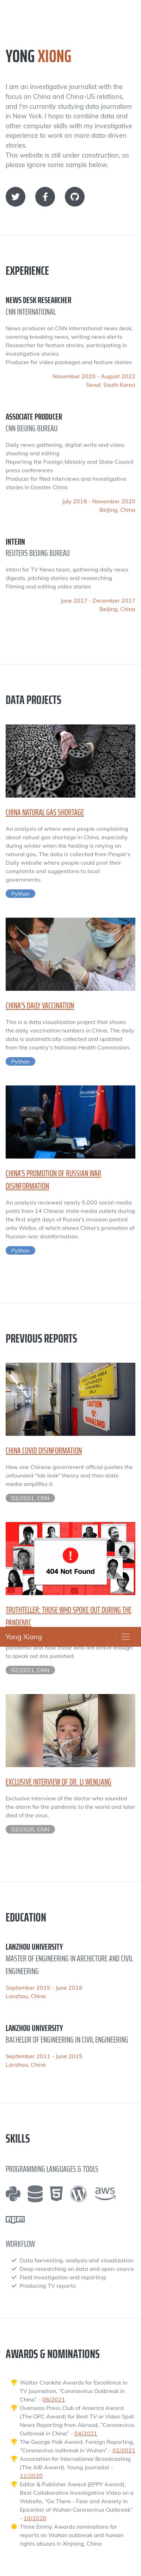 YONG XIONG
I am an investigative journalist with the
focus on China and China-US relations,
and I'm currently studying data journalism
in New York. I hope to combine data and
other computer skills with my investigative
experience to work on more data-driven
stories.
This website is still under construction, so
please ignore some sample below.
EXPERIENCE
NEWS DESK RESEARCHER
CNN INTERNATIONAL
News producer on CNN International news desk,
covering breaking news, writing news alerts
Researcher for feature stories, participating in
investigative stories
Producer for video packages and feature stories
November 2020 - August 2022
Seoul, South Korea
ASSOCIATE PRODUCER
CNN BEIJING BUREAU
Daily news gathering, digital write and video
shooting and editing
Reporting the Foreign Ministry and State Council
press conferences
Producer for filed interviews and investigative
stories in Greater China
July 2018 - November 2020
Beijing, China
INTERN
REUTERS BEIJING BUREAU
Intern for TV News team, gathering daily news
digests, pitching stories and researching
about natural video stories
Filming and editing video stories
June 2017 - December 2017
Beijing, China
DATA PROJECTS
CHINA NATURAL GAS SHORTAGE
An analysis of where were people complaining
about natural gas shortage in China, especially
during winter when the heating is relying on
natural gas. The data is collected from People's
Daily website where people could post their
complaints and suggestions to local
governments.
Python
CHINA'S DAILY VACCINATION
This is a data visualization project that shows
the daily vaccination numbers in China. The daily
data is automatically collected and updated
from the country's National Health Commission.
Python
CHINA'S PROMOTION OF RUSSIAN WAR
DISINFORMATION
An analysis reviewed nearly 5,000 social media
posts from 14 Chinese state media outlets during
the first eight days of Russia's invasion posted
onto Weibo, of which shows China's promotion of
Russian war disinformation.
Python
PREVIOUS REPORTS
CAUTION
BIOHAZARD
CHINA COVID DISINFORMATION
How one Chinese government official pushes the
unfounded "lab leak" theory and then state
media amplifies it.
02/2021, CNN
404 Not Found
TRUTHTELLER: THOSE WHO SPOKE OUT DURING THE
PANDEMIC
Yong Xiong
pandemic, and how those who are brave enough
to speak out are punished.
02/2021, CNN
EXCLUSIVE INTERVIEW OF DR. LI WENLIANG
Exclusive interview of the doctor who sounded
the alarm for the pandemic to the world and later
died of the virus.
02/2020, CNN
EDUCATION
LANZHOU UNIVERSITY
MASTER OF ENGINEERING IN ARCHICTURE AND CIVIL
ENGINEERING
September 2015 - June 2018
Lanzhou, China
LANZHOU UNIVERSITY
BACHELOR OF ENGINEERING IN CIVIL ENGINEERING
September 2011 - June 2015
Lanzhou, China
SKILLS
PROGRAMMING LANGUAGES & TOOLS
aws
npm
WORKFLOW
Data harvesting, analysis and visualization
Deep researching on data and open-source
Field investigation and reporting
Producing TV reports
AWARDS & NOMINATIONS
Walter Cronkite Awards for Excellence in
TV Journalism, "Coronavirus Outbreak in
China" - 06/2021
Overseas Press Club of America Award
(The OPC Award) for Best TV or Video Spot
News Reporting from Abroad, "Coronavirus
Outbreak in China" - 04/2021
The George Polk Award; Foreign Reporting,
"Coronavirus outbreak in Wuhan" - 02/2021
Association for International Broadcasting
(The AIB Award), Young Journalist -
11/2020
Editor & Publisher Award (EPPY Award),
Best Collaborative Investigative Video on a
Website, "Go There - Fear and Anxiety in
Epicenter of Wuhan Coronavirus Outbreak"
- 10/2020
Three Emmy Awards nominations for
reports on Wuhan outbreak and human
rights abuses in Xinjiang, China.